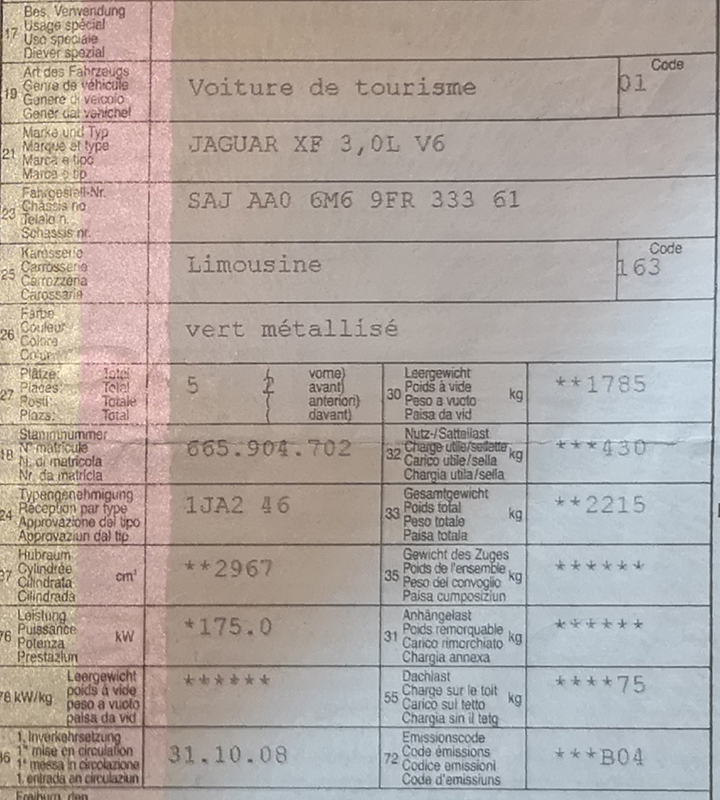 17 Bes. Verwendung
Usage spécial
Uso speciale
Diever spezial
19 Art des Fahrzeugs
Genre de véhicule
Genere di veicolo
Gener dal vehichel
Voiture de tourisme
Code
01
21 Marke und Typ
Marque et type
Marca e tipo
Marca e tip
JAGUAR XF 3,0L V6
23 Fahrgestell-Nr.
Châssis no
Telaio n.
Schassis nr.
SAJ AA0 6M6 9FR 333 61
25 Karosserie
Carrosserie
Carrozzeria
Carossaria
Limousine
Code
163
26 Farbe
Couleur
Colore
Colur
vert métallisé
27 Plätze: Total
Places: Total
Posti: Totale
Plazs: Total
5 2 vorne)
avant)
anteriori)
davant)
30 Leergewicht
Poids à vide
Peso a vuoto
Paisa da vid
kg
**1785
18 Stammnummer
N° matricule
N. di matricola
Nr. da matricla
665.904.702
32 Nutz-/Sattellast
Charge utile/sellette
Carico utile/sella
Chargia utila/sella
kg
***430
24 Typengenehmigung
Réception par type
Approvazione del tipo
Approvaziun dal tip
1JA2 46
33 Gesamtgewicht
Poids total
Peso totale
Paisa totala
kg
**2215
37 Hubraum
Cylindrée
Cilindrata
Cilindrada
cm³
**2967
35 Gewicht des Zuges
Poids de l'ensemble
Peso del convoglio
Paisa cumposiziun
kg
******
76 Leistung
Puissance
Potenza
Prestaziun
kW
*175.0
31 Anhängelast
Poids remorquable
Carico rimorchiato
Chargia annexa
kg
******
78 kW/kg Leergewicht
poids à vide
peso a vuoto
paisa da vid
******
55 Dachlast
Charge sur le toit
Carico sul tetto
Chargia sin il tetg
kg
****75
36 1. Inverkehrsetzung
1re mise en circulation
1a messa in circolazione
1. entrada en circulaziun
31.10.08
72 Emissionscode
Code émissions
Codice emissioni
Code d'emissiuns
***B04
Freiburg, den